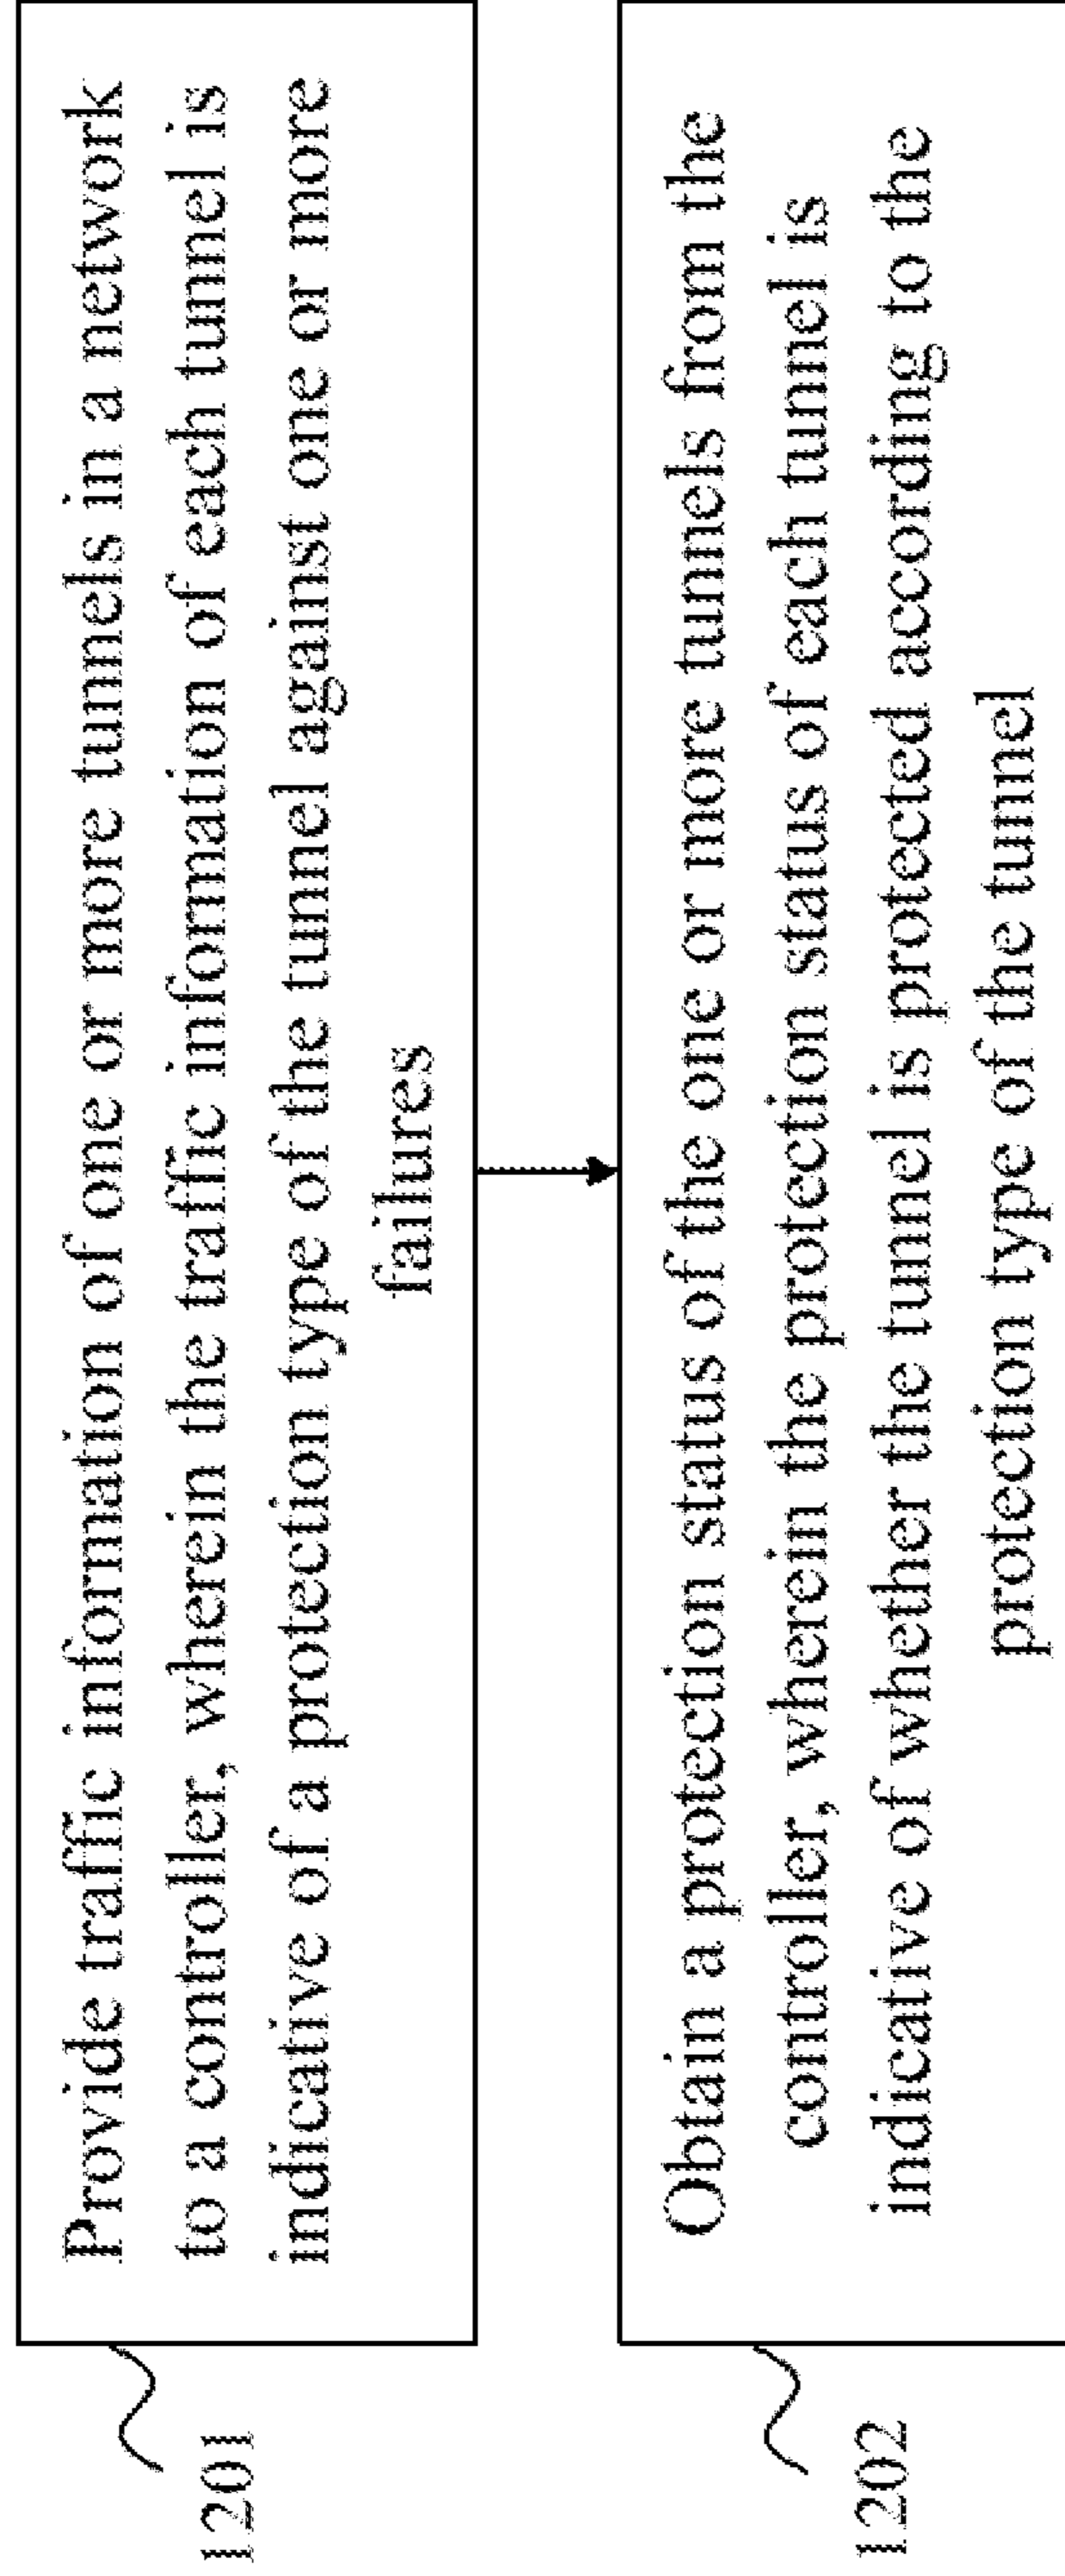 Provide traffic information of one or more tunnels in a network
to a controller, wherein the traffic information of each tunnel is
indicative of a protection type of the tunnel against one or more
failures
1201
Obtain a protection status of the one or more tunnels from the
controller, wherein the protection status of each tunnel is
indicative of whether the tunnel is protected according to the
protection type of the tunnel
1202